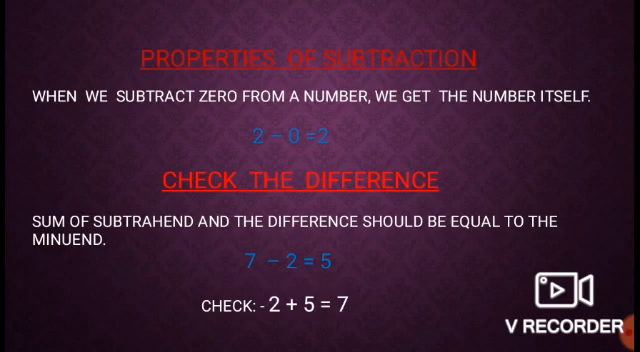 PROPERTIES OF SUBTRACTION
WHEN WE SUBTRACT ZERO FROM A NUMBER, WE GET THE NUMBER ITSELF.
2 – 0 =2
CHECK THE DIFFERENCE
SUM OF SUBTRAHEND AND THE DIFFERENCE SHOULD BE EQUAL TO THE
MINUEND.
7 – 2 = 5
CHECK: - 2 + 5 = 7
V RECORDER